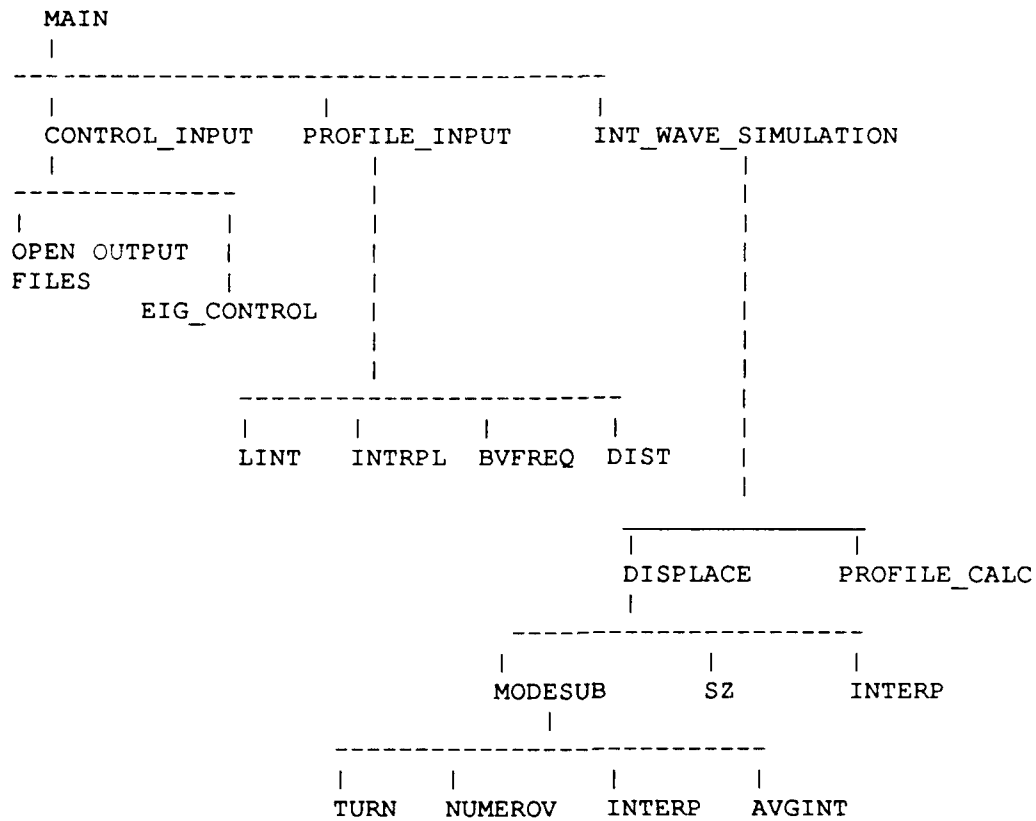 MAIN
CONTROL_INPUT PROFILE_INPUT INT_WAVE_SIMULATION
OPEN OUTPUT
FILES
EIG_CONTROL
LINT INTRPL BVFREQ DIST
DISPLACE PROFILE_CALC
MODESUB SZ INTERP
TURN NUMEROV INTERP AVGINT